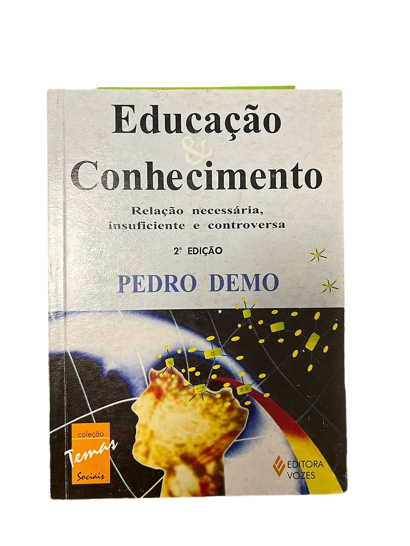 Educação
&
Conhecimento
Relação necessária,
insuficiente e controversa
2ª EDIÇÃO
PEDRO DEMO
coleção
Temas
Sociais
EDITORA
VOZES